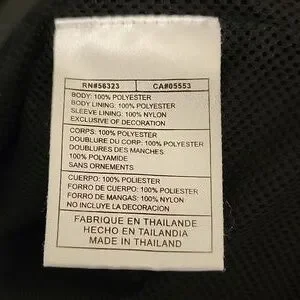 RN#56323 CA#05553
BODY: 100% POLYESTER
BODY LINING: 100% POLYESTER
SLEEVE LINING: 100% NYLON
EXCLUSIVE OF DECORATION
CORPS: 100% POLYESTER
DOUBLURE DU CORP: 100% POLYESTER
DOUBLURES DES MANCHES:
100% POLYAMIDE
SANS ORNEMENTS
CUERPO: 100% POLIESTER
FORRO DE CUERPO: 100% POLIESTER
FORRO DE MANGAS: 100% NYLON
NO INCLUYE LA DECORACION
FABRIQUE EN THAILANDE
HECHO EN TAILANDIA
MADE IN THAILAND